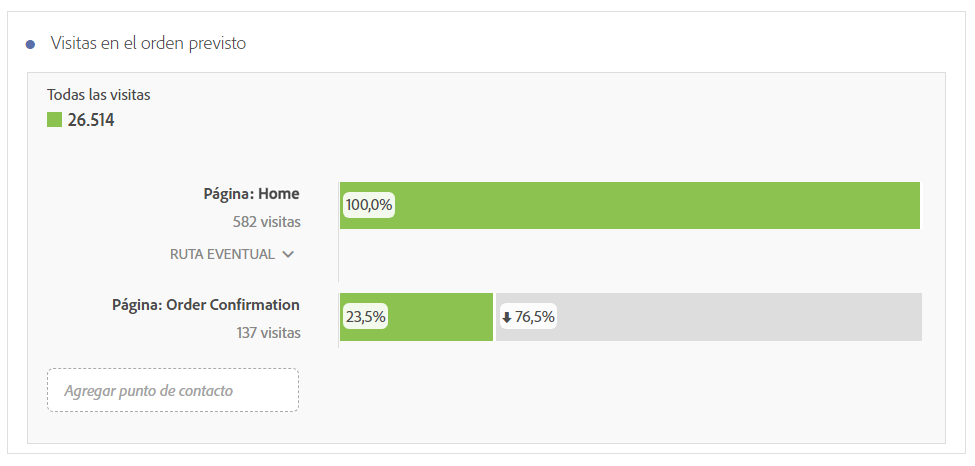 Visitas en el orden previsto
Todas las visitas
26.514
Página: Home
100,0%
582 visitas
RUTA EVENTUAL
Página: Order Confirmation
23,5%
76,5%
137 visitas
Agregar punto de contacto